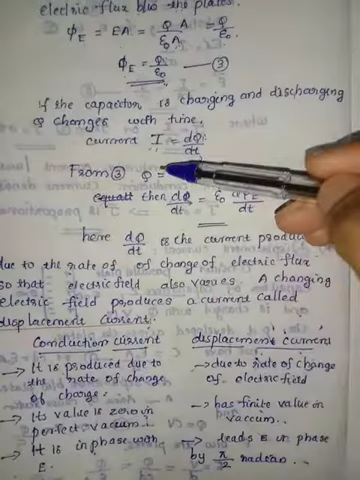 electric flux b/w the plates.
ϕE = EA = Q/ε0A A = Q/ε0
ϕE = Q/ε0 — ③
if the capacitor is charging and discharging
Q changes with time.
current I = dQ/dt
From ③ Q =
then dQ/dt = ε0 dϕE/dt
here dQ/dt is the current produ
due to the rate of of change of electric flux
so that electric field also varies. A changing
electric field produces a current called
displacement current.
Conduction current
→ It is produced due to
the rate of change
of charge.
→ Its value is zero in
perfect vacuum.
→ It is in phase with
E.
displacement current
→ due to rate of change
of electric field
→ has finite value in
vaccum..
→ leads E in phase
by π/2 radian..